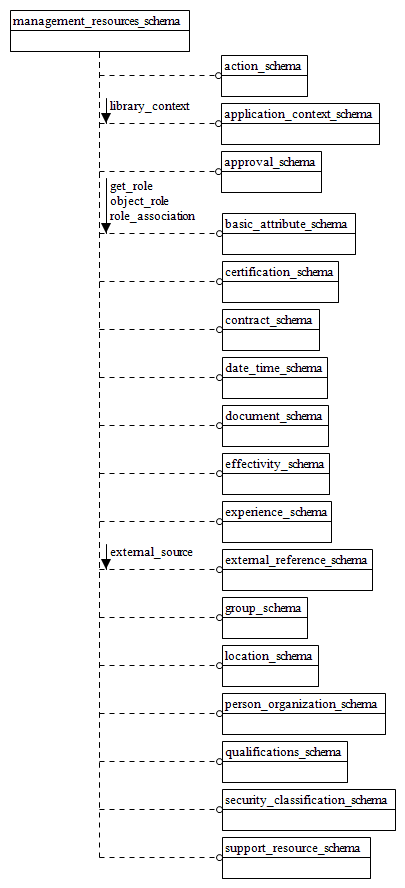 management_resources_schema
action_schema
library_context
application_context_schema
approval_schema
get_role
object_role
role_association
basic_attribute_schema
certification_schema
contract_schema
date_time_schema
document_schema
effectivity_schema
experience_schema
external_source
external_reference_schema
group_schema
location_schema
person_organization_schema
qualifications_schema
security_classification_schema
support_resource_schema